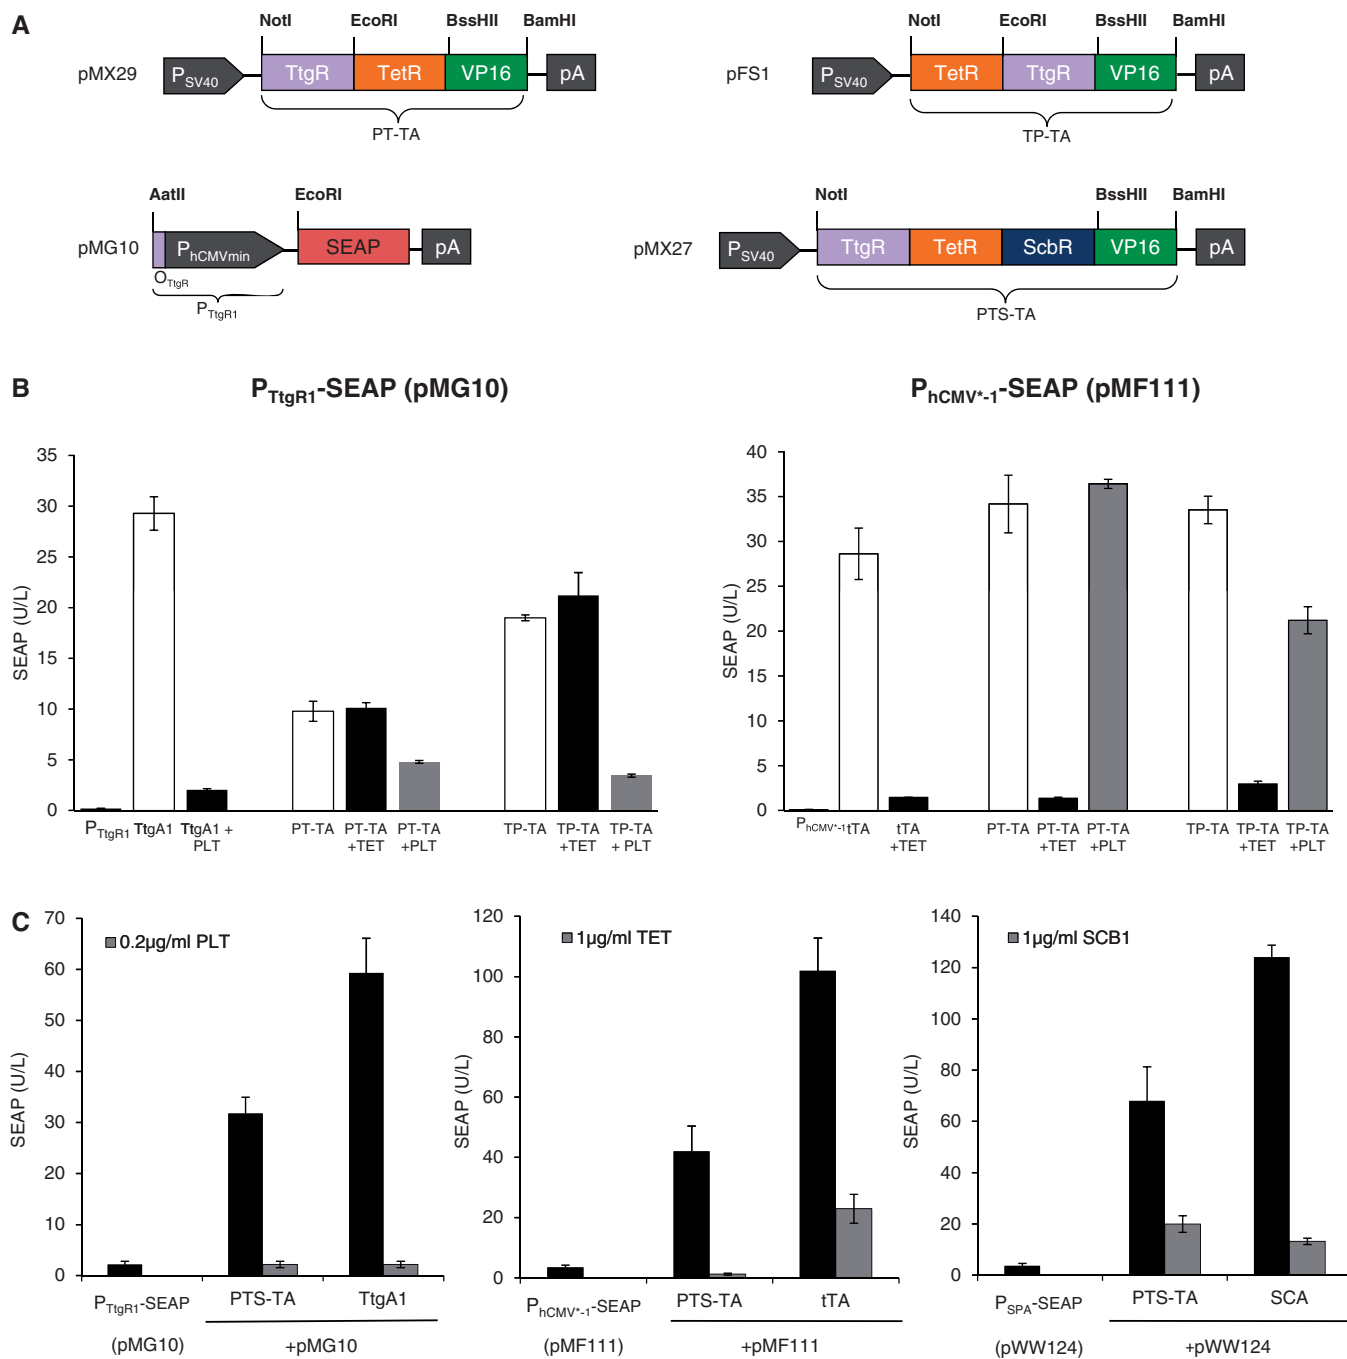 A
NotI EcoRI BssHII BamHI
pMX29 PSV40 TtgR TetR VP16 pA
PT-TA
NotI EcoRI BssHII BamHI
pFS1 PSV40 TetR TtgR VP16 pA
TP-TA
AatII EcoRI
pMG10 PhCMVmin SEAP pA
OTtgR
PTtgR1
NotI BssHII BamHI
pMX27 PSV40 TtgR TetR ScbR VP16 pA
PTS-TA
B
PTtgR1-SEAP (pMG10)
35
30
25
20
15
10
5
0
SEAP (U/L)
PTtgR1 TtgA1 TtgA1 + PT-TA PT-TA PT-TA TP-TA TP-TA TP-TA
PLT +TET +PLT +TET + PLT
PhCMV*-1-SEAP (pMF111)
40
35
30
25
20
15
10
5
0
SEAP (U/L)
PhCMV*-1 tTA tTA PT-TA PT-TA PT-TA TP-TA TP-TA TP-TA
+TET +TET +PLT +TET +PLT
C
70
60
50
40
30
20
10
0
SEAP (U/L)
0.2µg/ml PLT
PTtgR1-SEAP PTS-TA TtgA1
(pMG10) +pMG10
120
100
80
60
40
20
0
SEAP (U/L)
1µg/ml TET
PhCMV*-1-SEAP PTS-TA tTA
(pMF111) +pMF111
140
120
100
80
60
40
20
0
SEAP (U/L)
1µg/ml SCB1
PSPA-SEAP PTS-TA SCA
(pWW124) +pWW124